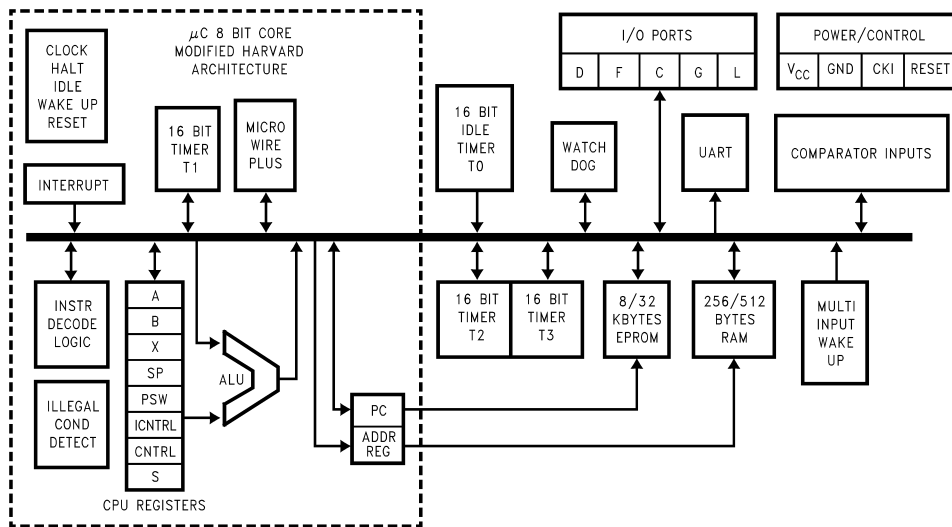 μC 8 BIT CORE
MODIFIED HARVARD
ARCHITECTURE
CLOCK
HALT
IDLE
WAKE UP
RESET
16 BIT
TIMER
T1
MICRO
WIRE
PLUS
INTERRUPT
16 BIT
IDLE
TIMER
T0
WATCH
DOG
I/O PORTS
D F C G L
UART
POWER/CONTROL
VCC GND CKI RESET
COMPARATOR INPUTS
INSTR
DECODE
LOGIC
ILLEGAL
COND
DETECT
A
B
X
SP
PSW
ICNTRL
CNTRL
S
CPU REGISTERS
ALU
PC
ADDR
REG
16 BIT
TIMER
T2
16 BIT
TIMER
T3
8/32
KBYTES
EPROM
256/512
BYTES
RAM
MULTI
INPUT
WAKE
UP